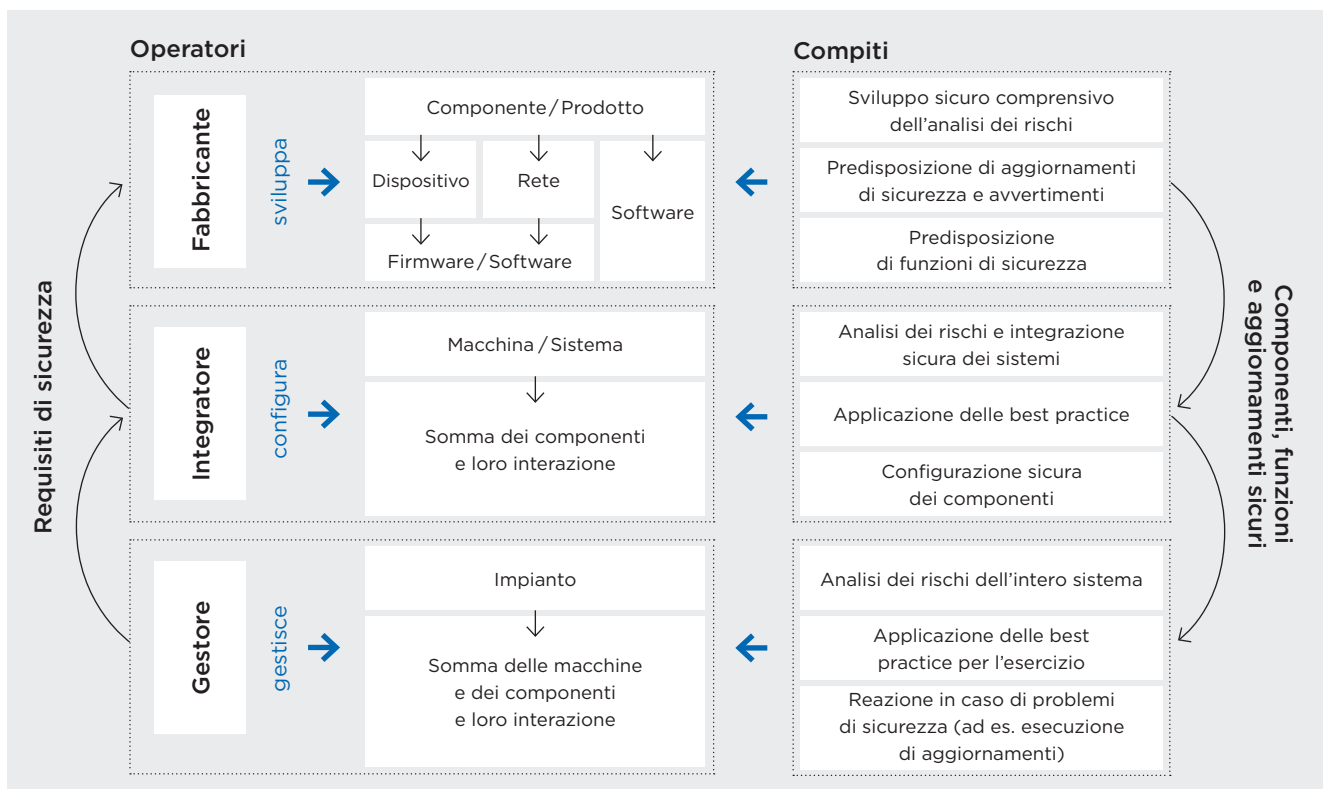 Operatori
Compiti
Requisiti di sicurezza
Fabbricante
sviluppa
Componente / Prodotto
Dispositivo
Rete
Software
Firmware / Software
Sviluppo sicuro comprensivo
dell’analisi dei rischi
Predisposizione di aggiornamenti
di sicurezza e avvertimenti
Predisposizione
di funzioni di sicurezza
Integratore
configura
Macchina / Sistema
Somma dei componenti
e loro interazione
Analisi dei rischi e integrazione
sicura dei sistemi
Applicazione delle best practice
Configurazione sicura
dei componenti
Gestore
gestisce
Impianto
Somma delle macchine
e dei componenti
e loro interazione
Analisi dei rischi dell’intero sistema
Applicazione delle best
practice per l’esercizio
Reazione in caso di problemi
di sicurezza (ad es. esecuzione
di aggiornamenti)
Componenti, funzioni
e aggiornamenti sicuri